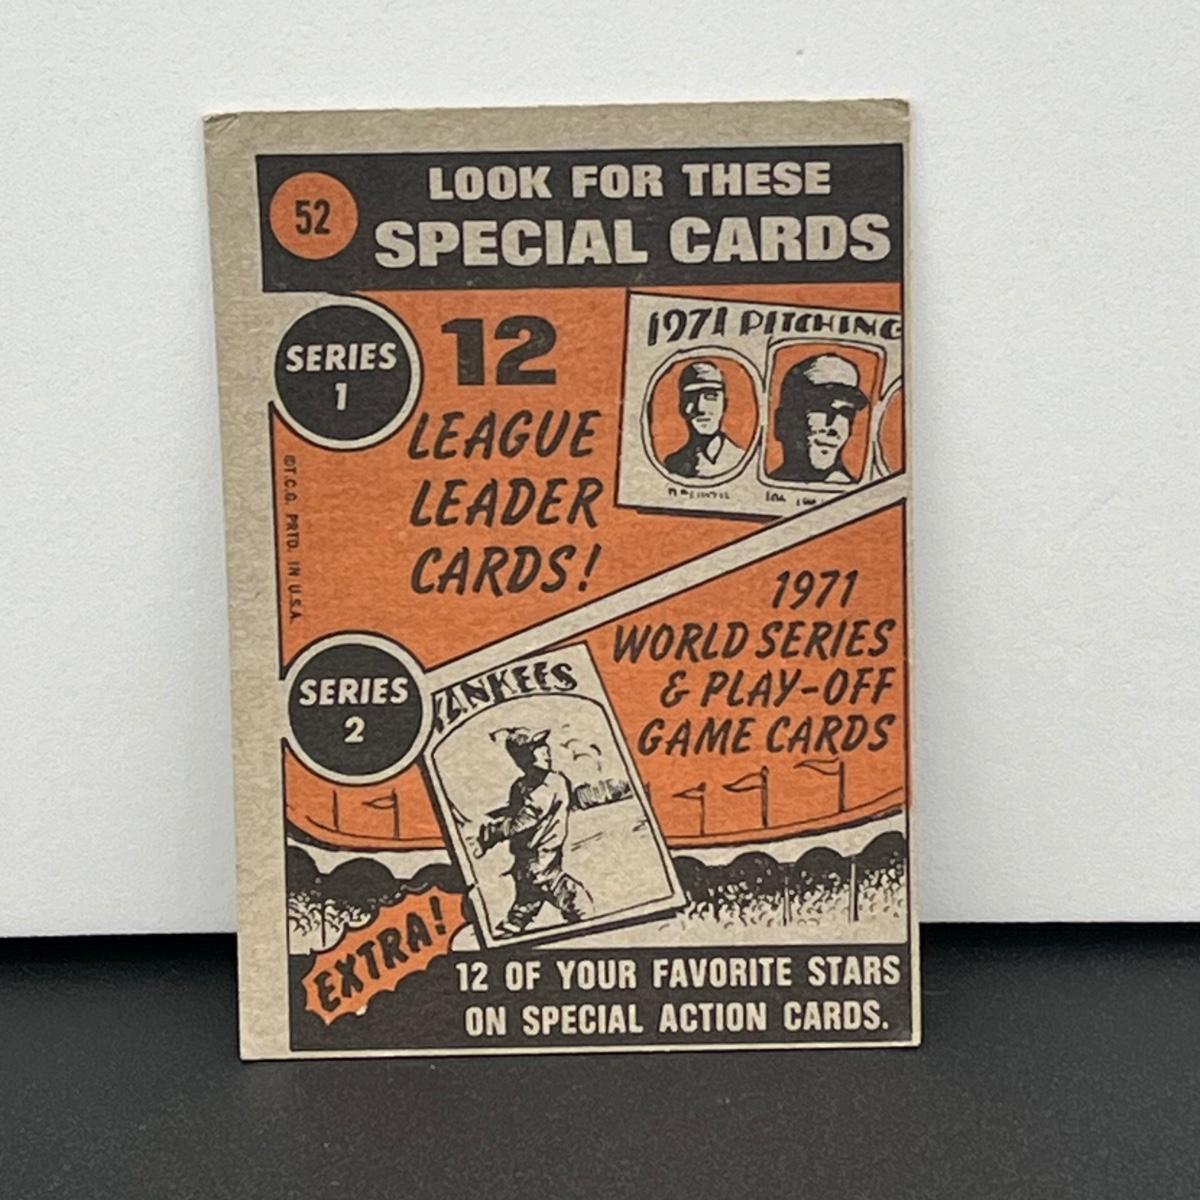 52
LOOK FOR THESE
SPECIAL CARDS
SERIES
1
12
LEAGUE
LEADER
CARDS!
1971 PITCHING
©T.C.G. PRTD. IN U.S.A.
SERIES
2
1971
WORLD SERIES
& PLAY-OFF
GAME CARDS
YANKEES
EXTRA!
12 OF YOUR FAVORITE STARS
ON SPECIAL ACTION CARDS.